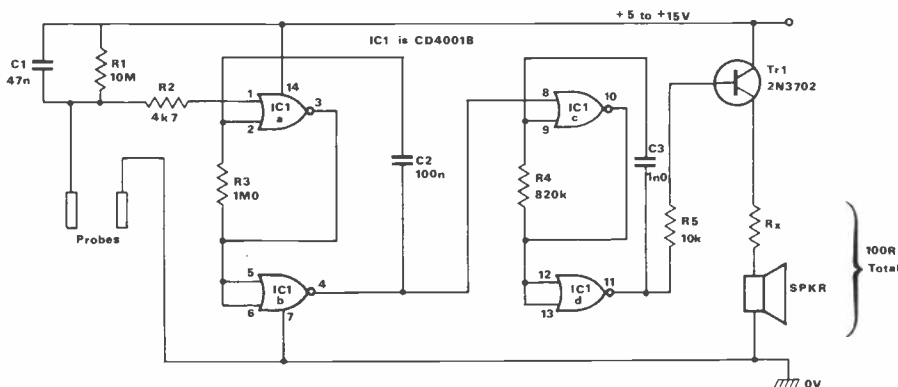 +5 to +15V
IC1 is CD4001B
C1
47n
R1
10M
R2
4k7
14
1
2
3
IC1
a
R3
1M0
C2
100n
5
6
4
7
IC1
b
Probes
8
9
10
IC1
c
R4
820k
C3
1n0
12
13
11
IC1
d
R5
10k
Tr1
2N3702
Rx
SPKR
100R
Total
0V